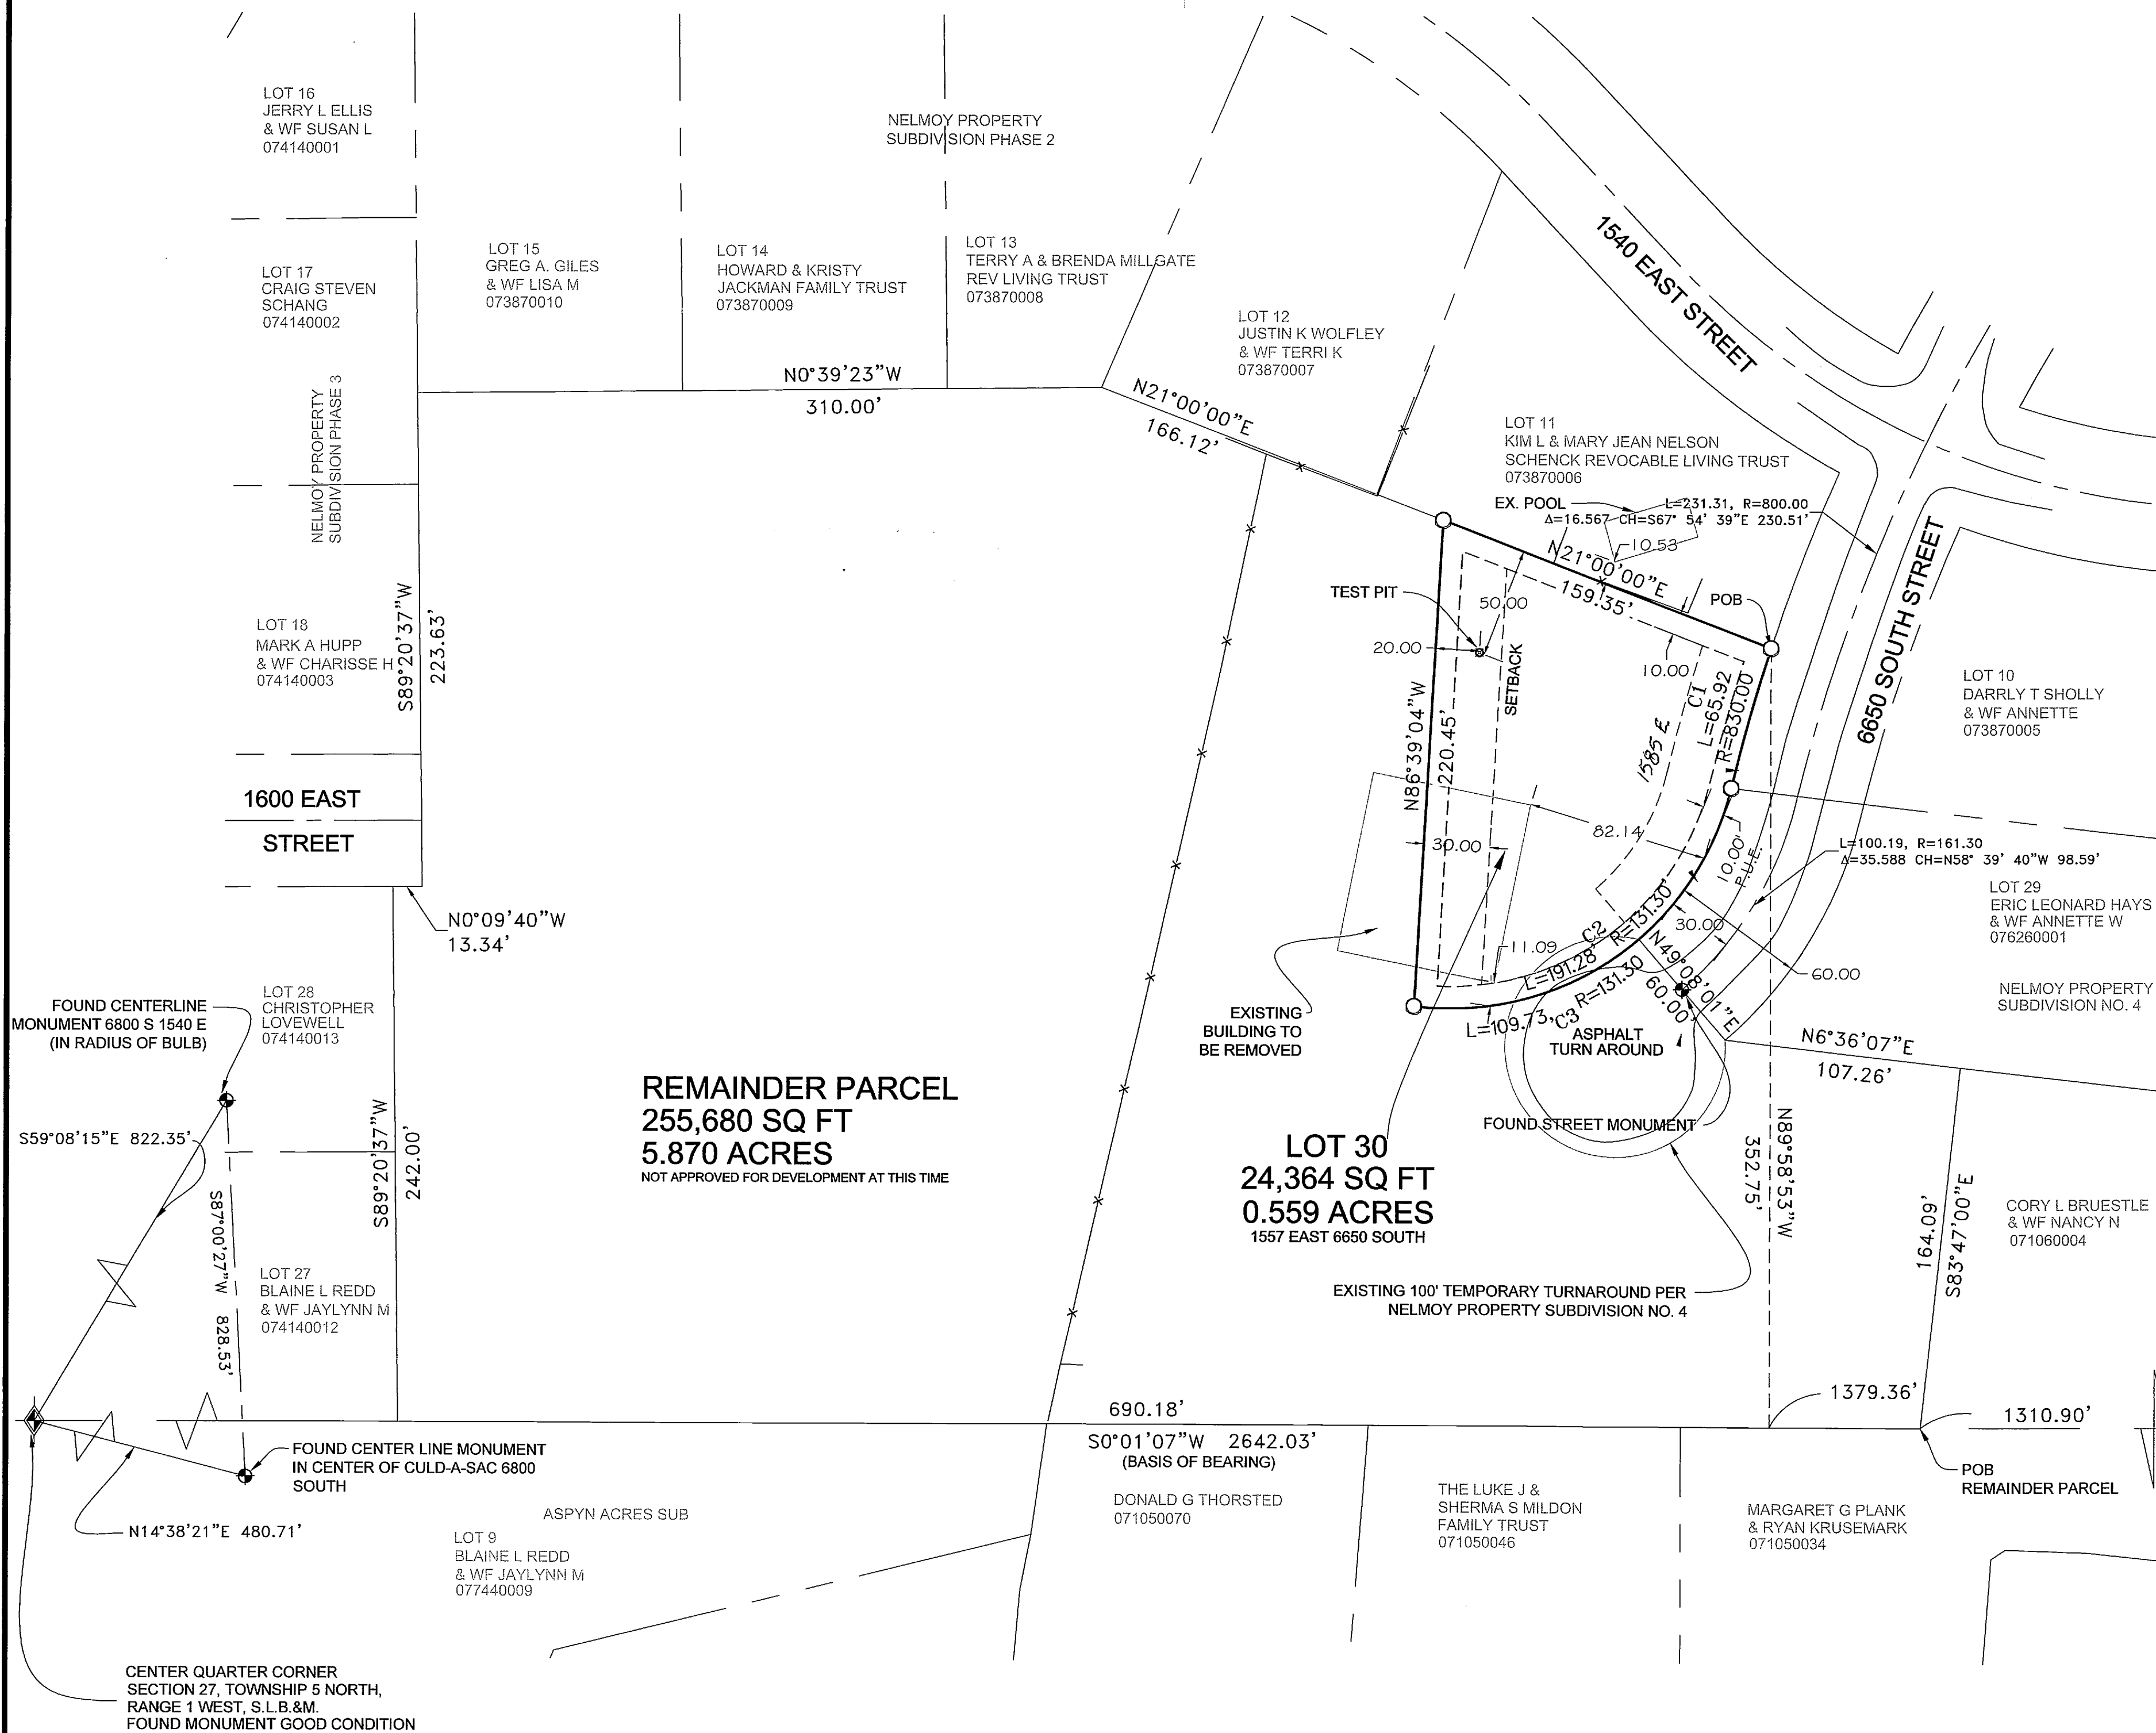 LOT 16
JERRY L ELLIS
& WF SUSAN L
074140001
NELMOY PROPERTY
SUBDIVISION PHASE 2
LOT 17
CRAIG STEVEN
SCHANG
074140002
LOT 15
GREG A. GILES
& WF LISA M
073870010
LOT 14
HOWARD & KRISTY
JACKMAN FAMILY TRUST
073870009
LOT 13
TERRY A & BRENDA MILLGATE
REV LIVING TRUST
073870008
LOT 12
JUSTIN K WOLFLEY
& WF TERRI K
073870007
1540 EAST STREET
NELMOY PROPERTY
SUBDIVISION PHASE 3
N0°39'23"W
310.00'
N21°00'00"E
166.12'
LOT 11
KIM L & MARY JEAN NELSON
SCHENCK REVOCABLE LIVING TRUST
073870006
EX. POOL
L=231.31, R=800.00
Δ=16.567 CH=S67° 54' 39"E 230.51'
10.53
N21°00'00"E
159.35'
POB
6650 SOUTH STREET
TEST PIT
50.00
20.00
SETBACK
10.00
C1
L=65.92
R=830.00
1585 E
N86°39'04"W
220.45'
LOT 10
DARRLY T SHOLLY
& WF ANNETTE
073870005
LOT 18
MARK A HUPP
& WF CHARISSE H
074140003
S89°20'37"W
223.63'
1600 EAST
STREET
N0°09'40"W
13.34'
82.14
30.00
10.00'
P.U.E.
L=100.19, R=161.30
Δ=35.588 CH=N58° 39' 40"W 98.59'
LOT 29
ERIC LEONARD HAYS
& WF ANNETTE W
076260001
C2
R=131.30'
L=191.28'
30.00
60.00
11.09
N49°08'01"E
60.00'
R=131.30
L=109.73,
C3
ASPHALT
TURN AROUND
NELMOY PROPERTY
SUBDIVISION NO. 4
N6°36'07"E
107.26'
EXISTING
BUILDING TO
BE REMOVED
FOUND CENTERLINE
MONUMENT 6800 S 1540 E
(IN RADIUS OF BULB)
LOT 28
CHRISTOPHER
LOVEWELL
074140013
S59°08'15"E 822.35'
S89°20'37"W
242.00'
REMAINDER PARCEL
255,680 SQ FT
5.870 ACRES
NOT APPROVED FOR DEVELOPMENT AT THIS TIME
FOUND STREET MONUMENT
LOT 30
24,364 SQ FT
0.559 ACRES
1557 EAST 6650 SOUTH
N89°58'53"W
352.75'
164.09'
S83°47'00"E
CORY L BRUESTLE
& WF NANCY N
071060004
S87°00'27"W 828.53'
LOT 27
BLAINE L REDD
& WF JAYLYNN M
074140012
EXISTING 100' TEMPORARY TURNAROUND PER
NELMOY PROPERTY SUBDIVISION NO. 4
690.18'
1379.36'
1310.90'
S0°01'07"W 2642.03'
(BASIS OF BEARING)
FOUND CENTER LINE MONUMENT
IN CENTER OF CULD-A-SAC 6800
SOUTH
POB
REMAINDER PARCEL
N14°38'21"E 480.71'
ASPYN ACRES SUB
LOT 9
BLAINE L REDD
& WF JAYLYNN M
077440009
DONALD G THORSTED
071050070
THE LUKE J &
SHERMA S MILDON
FAMILY TRUST
071050046
MARGARET G PLANK
& RYAN KRUSEMARK
071050034
CENTER QUARTER CORNER
SECTION 27, TOWNSHIP 5 NORTH,
RANGE 1 WEST, S.L.B.&M.
FOUND MONUMENT GOOD CONDITION